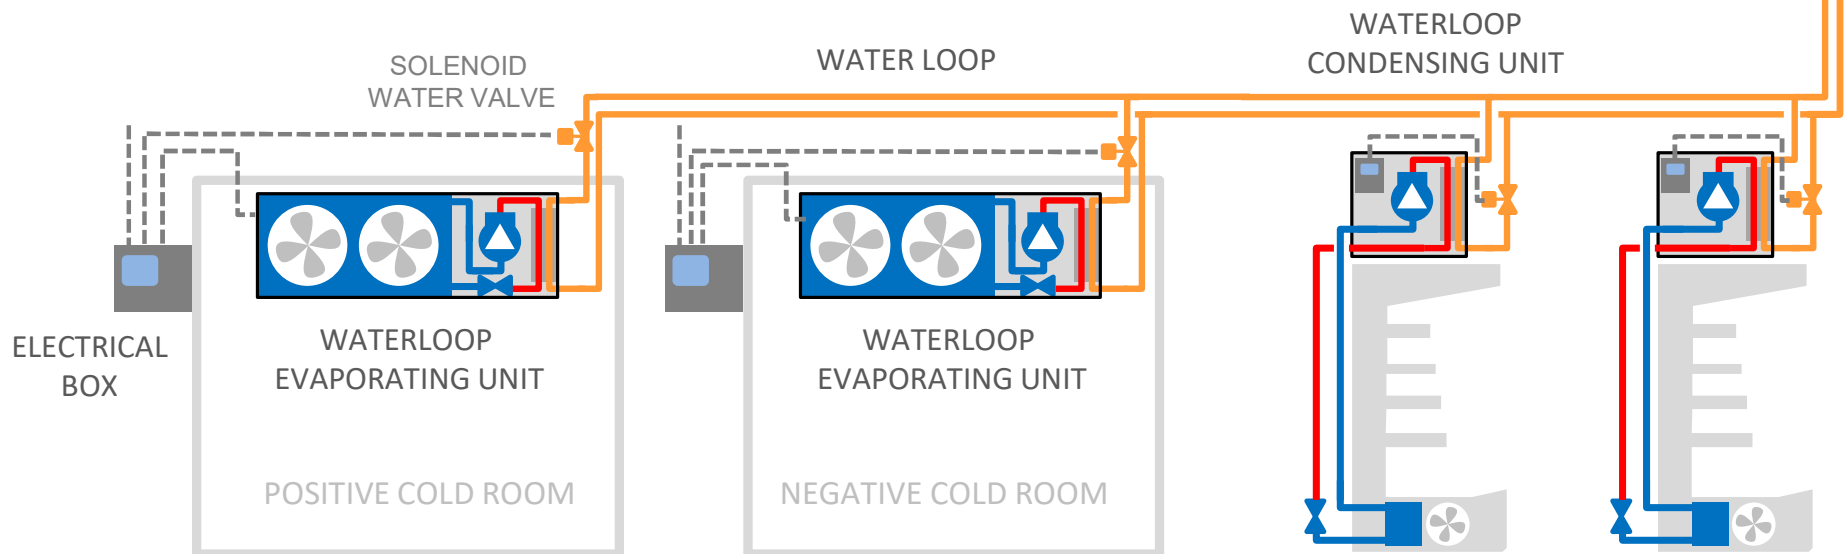 WATERLOOP
CONDENSING UNIT
WATER LOOP
SOLENOID
WATER VALVE
ELECTRICAL
BOX
WATERLOOP
EVAPORATING UNIT
WATERLOOP
EVAPORATING UNIT
POSITIVE COLD ROOM
NEGATIVE COLD ROOM